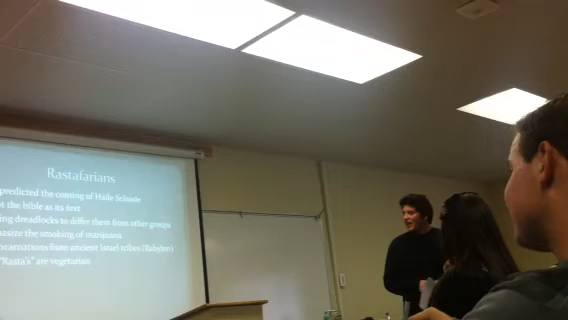 Rastafarians
predicted the coming of Haile Selassie
the bible as its text
dreadlocks to differ them from other groups
the smoking of marijuana
from ancient Israel tribes (Babylon)
"Rasta's" are vegetarian